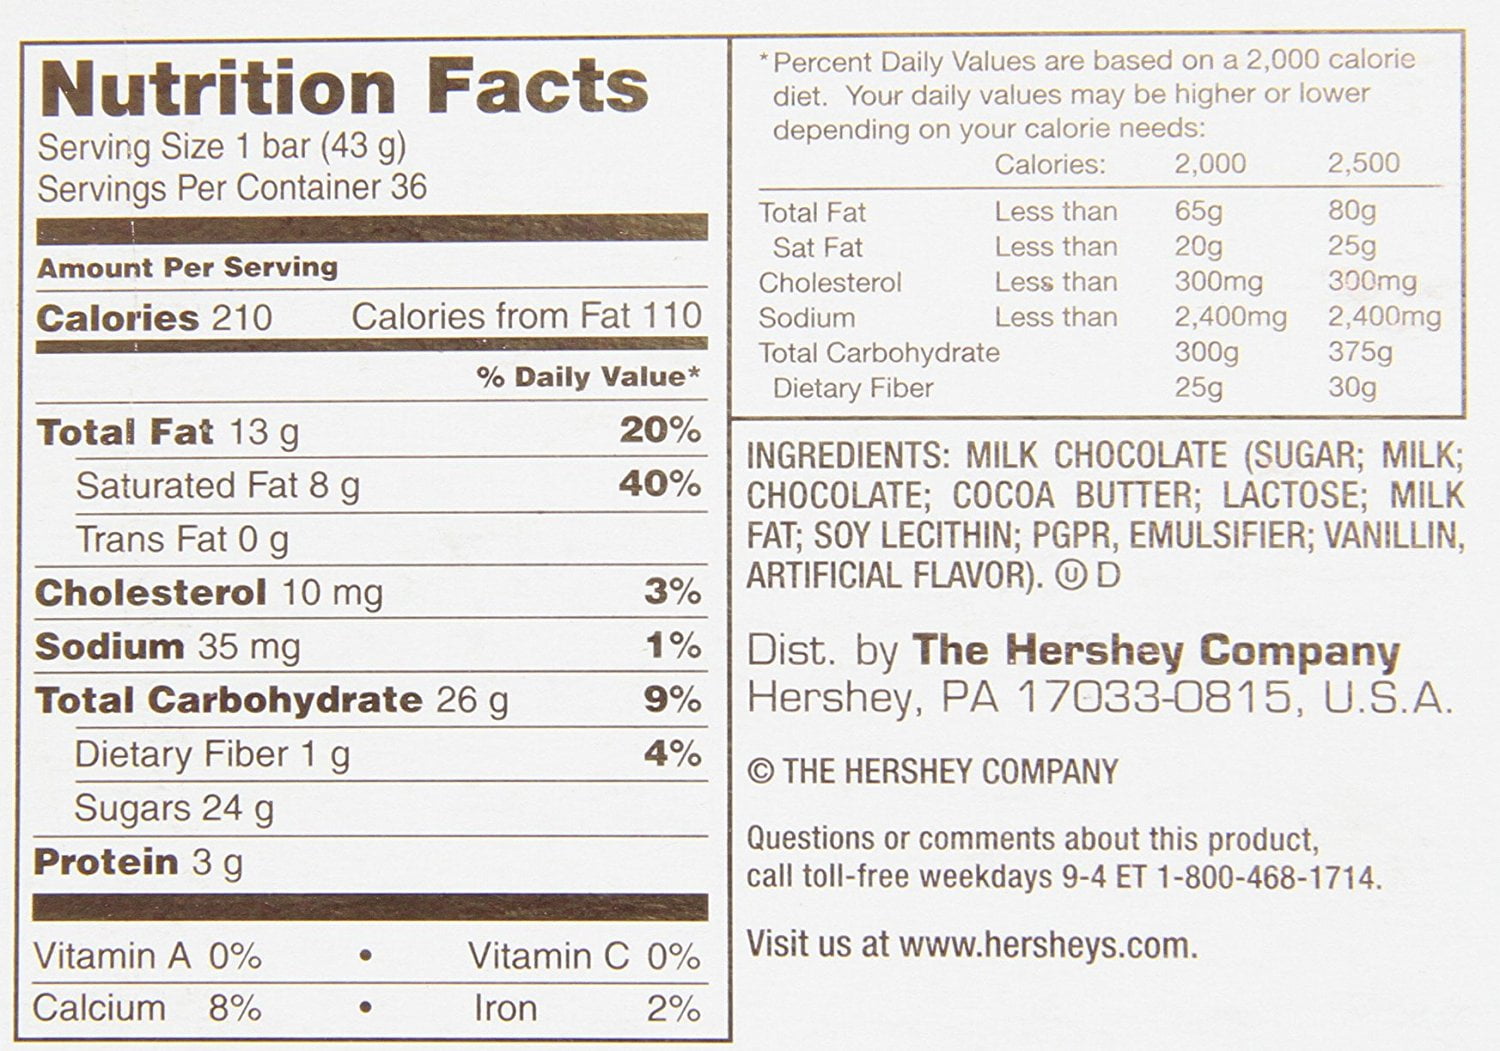 Nutrition Facts
Serving Size 1 bar (43 g)
Servings Per Container 36
Amount Per Serving
Calories 210 Calories from Fat 110
% Daily Value*
Total Fat 13 g 20%
Saturated Fat 8 g 40%
Trans Fat 0 g
Cholesterol 10 mg 3%
Sodium 35 mg 1%
Total Carbohydrate 26 g 9%
Dietary Fiber 1 g 4%
Sugars 24 g
Protein 3 g
Vitamin A 0% • Vitamin C 0%
Calcium 8% • Iron 2%
*Percent Daily Values are based on a 2,000 calorie
diet. Your daily values may be higher or lower
depending on your calorie needs:
Calories: 2,000 2,500
Total Fat Less than 65g 80g
Sat Fat Less than 20g 25g
Cholesterol Less than 300mg 300mg
Sodium Less than 2,400mg 2,400mg
Total Carbohydrate 300g 375g
Dietary Fiber 25g 30g
INGREDIENTS: MILK CHOCOLATE (SUGAR; MILK;
CHOCOLATE; COCOA BUTTER; LACTOSE; MILK
FAT; SOY LECITHIN; PGPR, EMULSIFIER; VANILLIN,
ARTIFICIAL FLAVOR). Ⓤ D
Dist. by The Hershey Company
Hershey, PA 17033-0815, U.S.A.
© THE HERSHEY COMPANY
Questions or comments about this product,
call toll-free weekdays 9-4 ET 1-800-468-1714.
Visit us at www.hersheys.com.